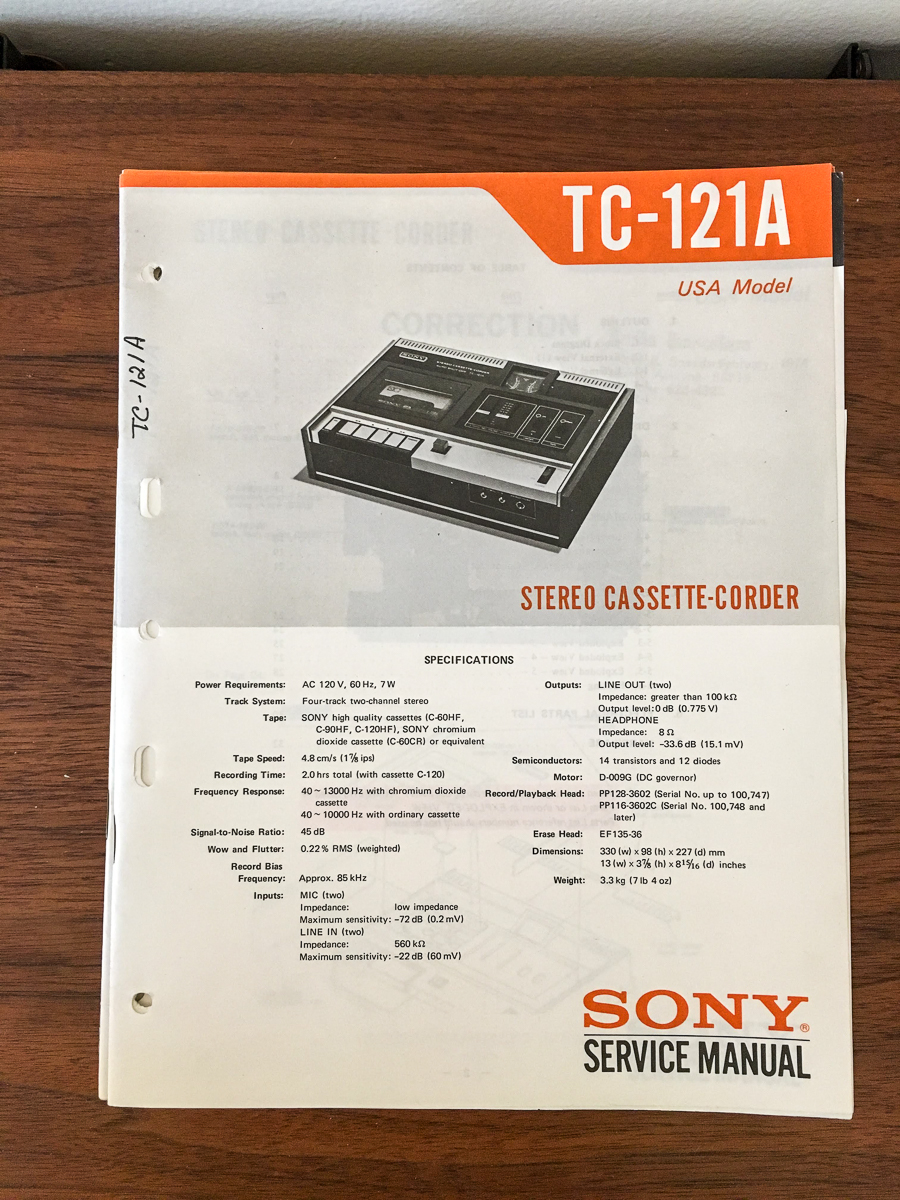 TC-121A
USA Model
TC-121A
SONY
STEREO CASSETTE-CORDER
STEREO CASSETTE-CORDER
SPECIFICATIONS
Power Requirements: AC 120 V, 60 Hz, 7 W
Track System: Four-track two-channel stereo
Tape: SONY high quality cassettes (C-60HF,
C-90HF, C-120HF), SONY chromium
dioxide cassette (C-60CR) or equivalent
Tape Speed: 4.8 cm/s (1⅞ ips)
Recording Time: 2.0 hrs total (with cassette C-120)
Frequency Response: 40 ~ 13000 Hz with chromium dioxide
cassette
40 ~ 10000 Hz with ordinary cassette
Signal-to-Noise Ratio: 45 dB
Wow and Flutter: 0.22 % RMS (weighted)
Record Bias
Frequency: Approx. 85 kHz
Inputs: MIC (two)
Impedance: low impedance
Maximum sensitivity: -72 dB (0.2 mV)
LINE IN (two)
Impedance: 560 kΩ
Maximum sensitivity: -22 dB (60 mV)
Outputs: LINE OUT (two)
Impedance: greater than 100 kΩ
Output level: 0 dB (0.775 V)
HEADPHONE
Impedance: 8 Ω
Output level: -33.6 dB (15.1 mV)
Semiconductors: 14 transistors and 12 diodes
Motor: D-009G (DC governor)
Record/Playback Head: PP128-3602 (Serial No. up to 100,747)
PP116-3602C (Serial No. 100,748 and
later)
Erase Head: EF135-36
Dimensions: 330 (w) x 98 (h) x 227 (d) mm
13 (w) x 3⅞ (h) x 8 15/16 (d) inches
Weight: 3.3 kg (7 lb 4 oz)
SONY®
SERVICE MANUAL